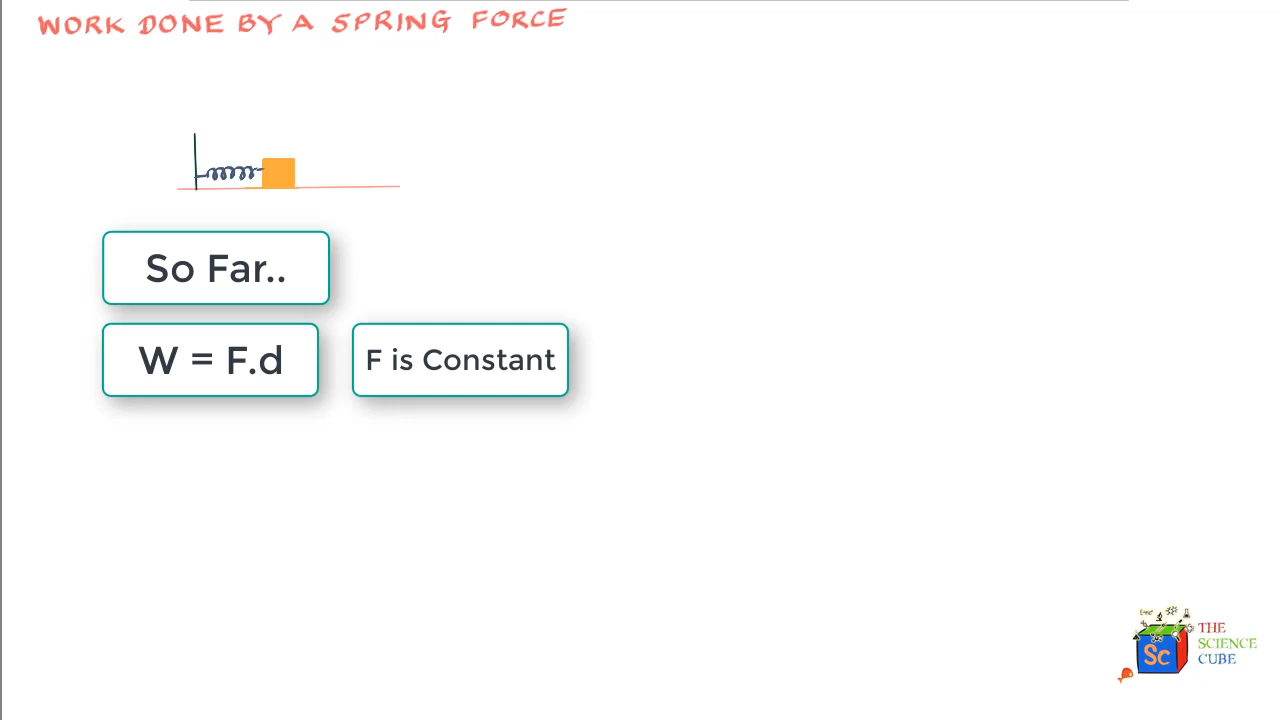 WORK DONE BY A SPRING FORCE
So Far..
W = F.d
F is Constant
Sc
THE
SCIENCE
CUBE